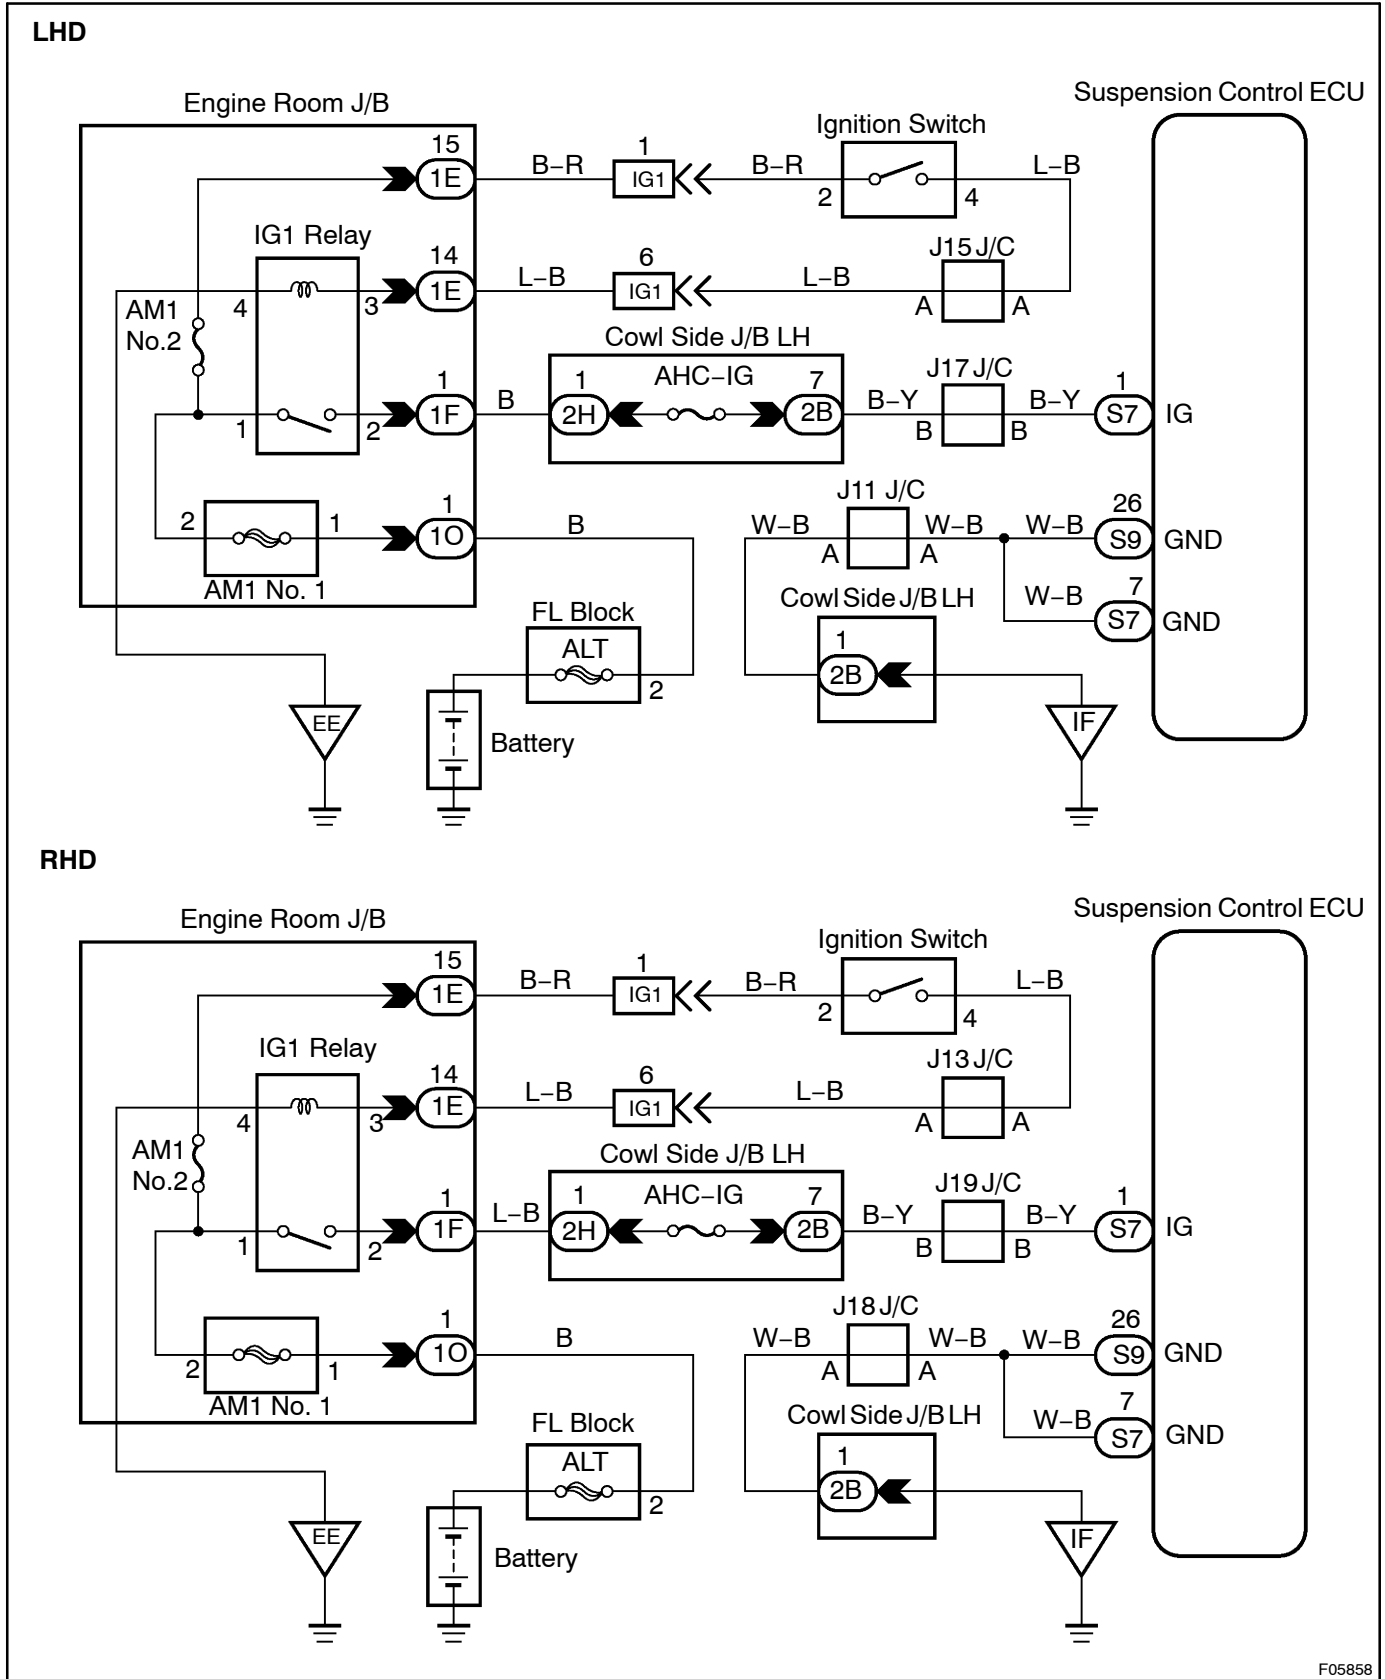 LHD
Engine Room J/B
Suspension Control ECU
Ignition Switch
15
1E
B–R
1
IG1
B–R
2
4
L–B
IG1 Relay
4
3
14
1E
L–B
6
IG1
L–B
J15 J/C
A
A
AM1
No.2
Cowl Side J/B LH
1
2
1
1F
B
1
2H
AHC–IG
7
2B
B–Y
J17 J/C
B
B
B–Y
1
S7
IG
2
1
AM1 No. 1
1
1O
B
J11 J/C
W–B
A
A
W–B
W–B
26
S9
GND
W–B
7
S7
GND
Cowl Side J/B LH
1
2B
FL Block
ALT
2
EE
Battery
IF
RHD
Engine Room J/B
Suspension Control ECU
Ignition Switch
15
1E
B–R
1
IG1
B–R
2
4
L–B
IG1 Relay
4
3
14
1E
L–B
6
IG1
L–B
J13 J/C
A
A
AM1
No.2
Cowl Side J/B LH
1
2
1
1F
L–B
1
2H
AHC–IG
7
2B
B–Y
J19 J/C
B
B
B–Y
1
S7
IG
2
1
AM1 No. 1
1
1O
B
J18 J/C
W–B
A
A
W–B
W–B
26
S9
GND
W–B
7
S7
GND
Cowl Side J/B LH
1
2B
FL Block
ALT
2
EE
Battery
IF
F05858